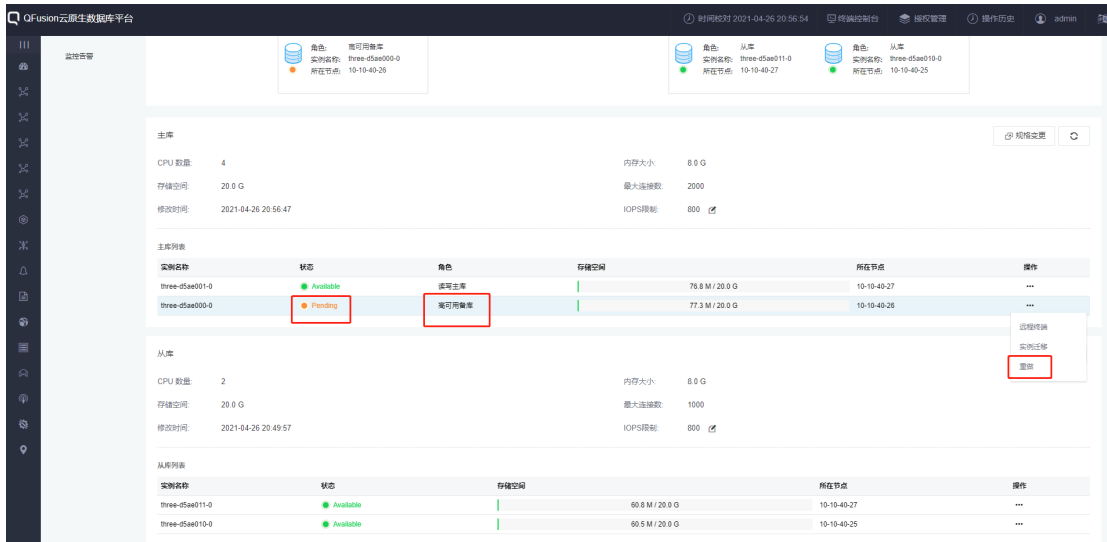 QFusion云原生数据库平台 时间校对 2021-04-26 20:56:54 终端控制台 授权管理 操作历史 admin
监控告警
角色: 高可用备库 角色: 从库 角色: 从库
实例名称: three-d5ae000-0 实例名称: three-d5ae011-0 实例名称: three-d5ae010-0
所在节点: 10-10-40-26 所在节点: 10-10-40-27 所在节点: 10-10-40-25
主库 规格变更
CPU 数量: 4 内存大小: 8.0 G
存储空间: 20.0 G 最大连接数: 2000
修改时间: 2021-04-26 20:56:47 IOPS限制: 800
主库列表
实例名称 状态 角色 存储空间 所在节点 操作
three-d5ae001-0 Available 读写主库 76.8 M / 20.0 G 10-10-40-27 •••
three-d5ae000-0 Pending 高可用备库 77.3 M / 20.0 G 10-10-40-26 •••
远程终端
实例迁移
重做
从库
CPU 数量: 2 内存大小: 8.0 G
存储空间: 20.0 G 最大连接数: 1000
修改时间: 2021-04-26 20:49:57 IOPS限制: 800
从库列表
实例名称 状态 存储空间 所在节点 操作
three-d5ae011-0 Available 60.8 M / 20.0 G 10-10-40-27 •••
three-d5ae010-0 Available 60.5 M / 20.0 G 10-10-40-25 •••